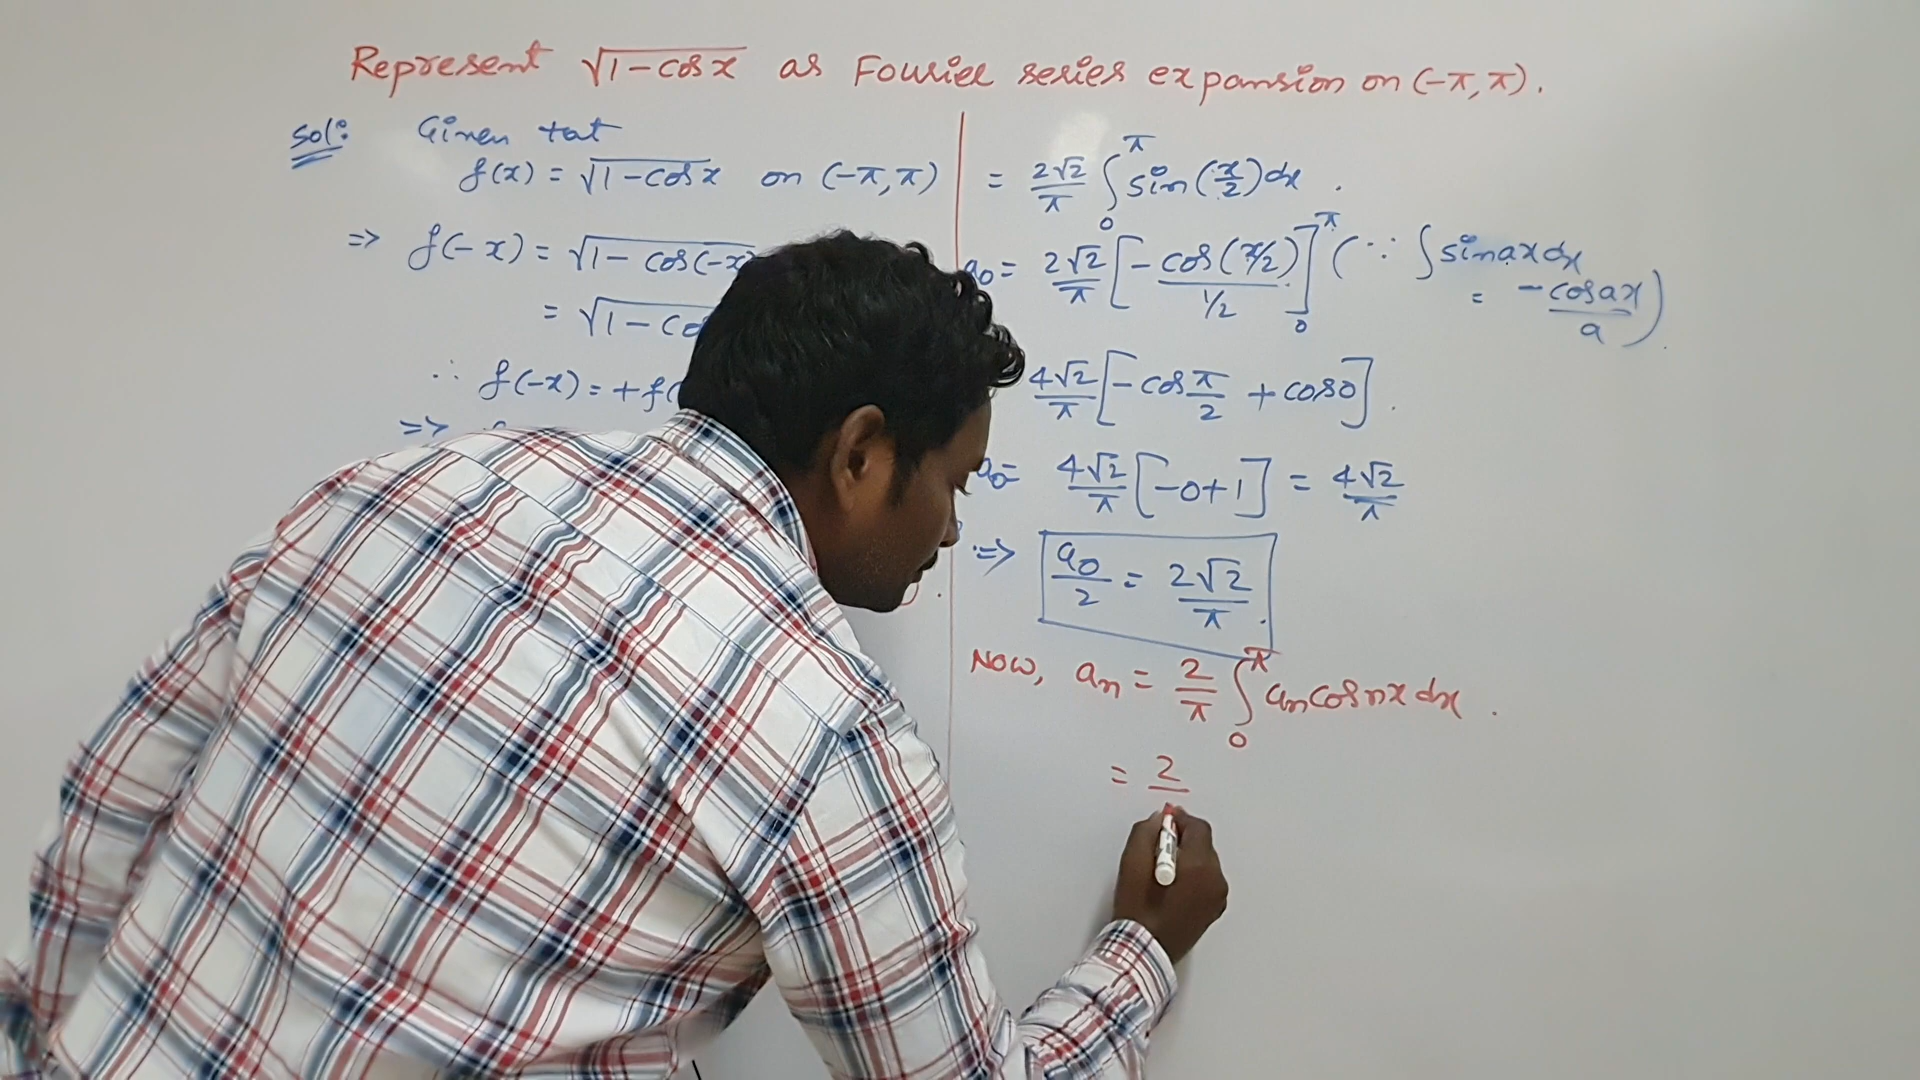 Represent √1-cosx as Fourier series expansion on (-π, π).
Sol: Given tat
f(x) = √1-cosx on (-π, π)
=> f(-x) = √1- cos(-x
= √1-cos
∴ f(-x) = +f(
=>
= 2√2/π ∫₀^π sin(x/2)dx .
a₀ = 2√2/π [-cos(x/2)/1/2]₀^π (∵ ∫sinax dx
= -cosax/a)
4√2/π [-cos π/2 + cos0] .
a₀= 4√2/π [-0+1] = 4√2/π
=> a₀/2 = 2√2/π .
Now, aₙ = 2/π ∫₀^π aₙcosnx dx .
= 2/